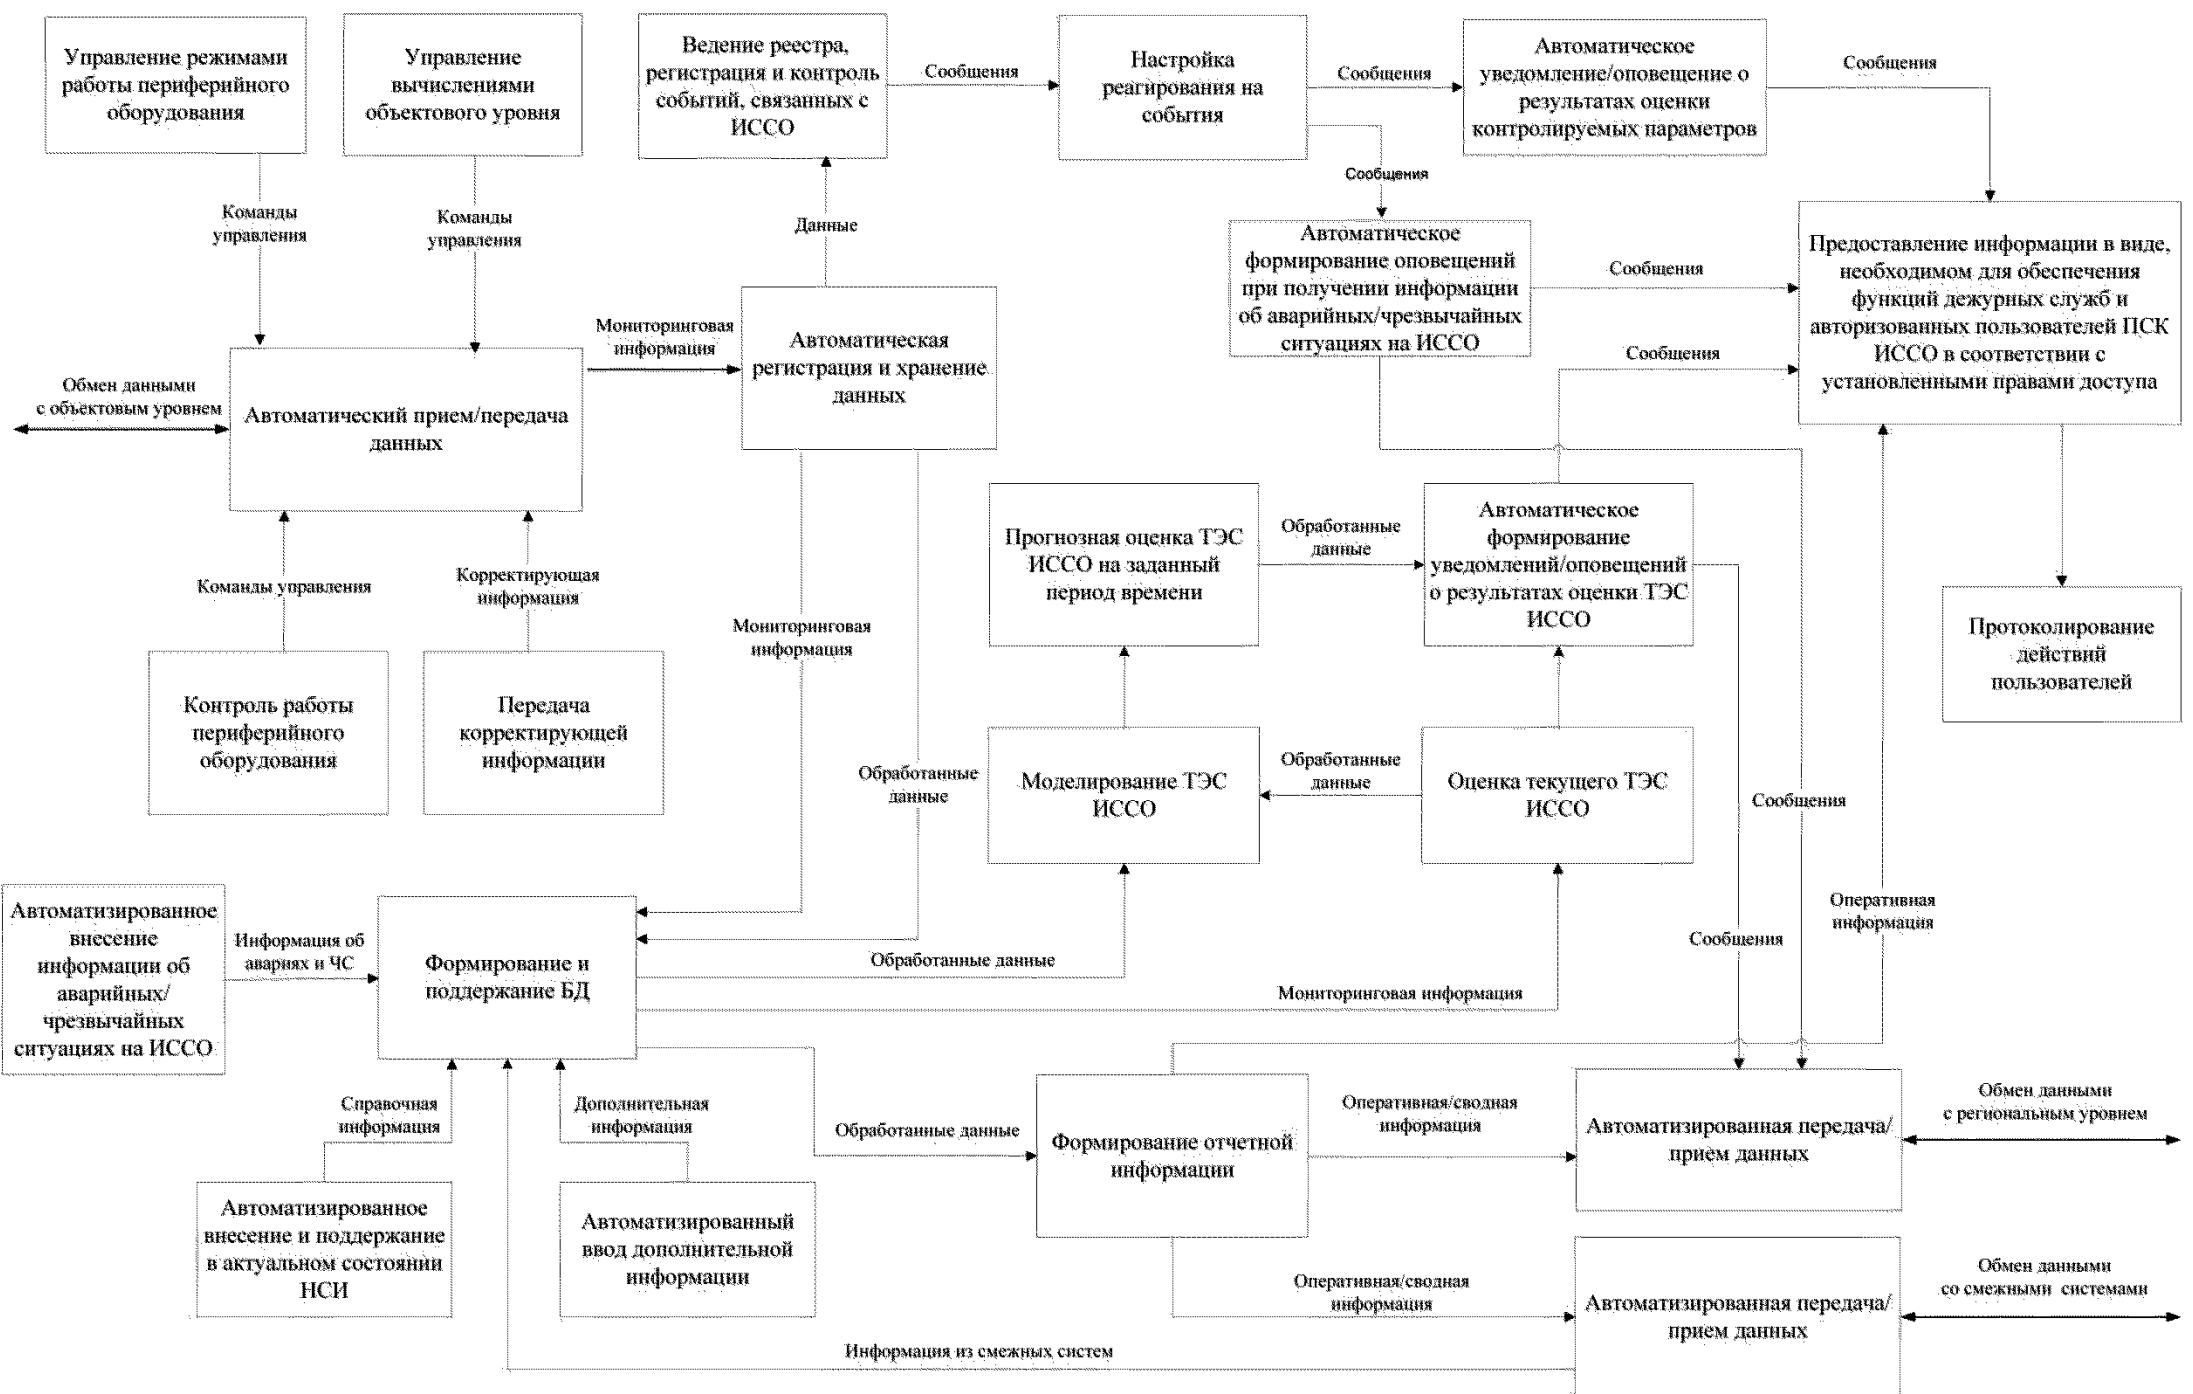 Управление режимами
работы периферийного
оборудования
Управление
вычислениями
объектового уровня
Ведение реестра,
регистрация и контроль
событий, связанных с
ИССО
Сообщения
Настройка
реагирования на
события
Сообщения
Автоматическое
уведомление/оповещение о
результатах оценки
контролируемых параметров
Сообщения
Команды
управления
Команды
управления
Данные
Сообщения
Автоматическое
формирование оповещений
при получении информации
об аварийных/чрезвычайных
ситуациях на ИССО
Сообщения
Предоставление информации в виде,
необходимом для обеспечения
функций дежурных служб и
авторизованных пользователей ПСК
ИССО в соответствии с
установленными правами доступа
Обмен данными
с объектовым уровнем
Автоматический прием/передача
данных
Мониторинговая
информация
Автоматическая
регистрация и хранение
данных
Сообщения
Команды управления
Корректирующая
информация
Прогнозная оценка ТЭС
ИССО на заданный
период времени
Обработанные
данные
Автоматическое
формирование
уведомлений/оповещений
о результатах оценки ТЭС
ИССО
Мониторинговая
информация
Протоколирование
действий
пользователей
Контроль работы
периферийного
оборудования
Передача
корректирующей
информации
Обработанные
данные
Моделирование ТЭС
ИССО
Обработанные
данные
Оценка текущего ТЭС
ИССО
Сообщения
Автоматизированное
внесение
информации об
аварийных/
чрезвычайных
ситуациях на ИССО
Информация об
авариях и ЧС
Формирование и
поддержание БД
Обработанные данные
Мониторинговая информация
Сообщения
Оперативная
информация
Справочная
информация
Дополнительная
информация
Обработанные данные
Формирование отчетной
информации
Оперативная/сводная
информация
Автоматизированная передача/
прием данных
Обмен данными
с региональным уровнем
Автоматизированное
внесение и поддержание
в актуальном состоянии
НСИ
Автоматизированный
ввод дополнительной
информации
Оперативная/сводная
информация
Автоматизированная передача/
прием данных
Обмен данными
со смежными системами
Информация из смежных систем